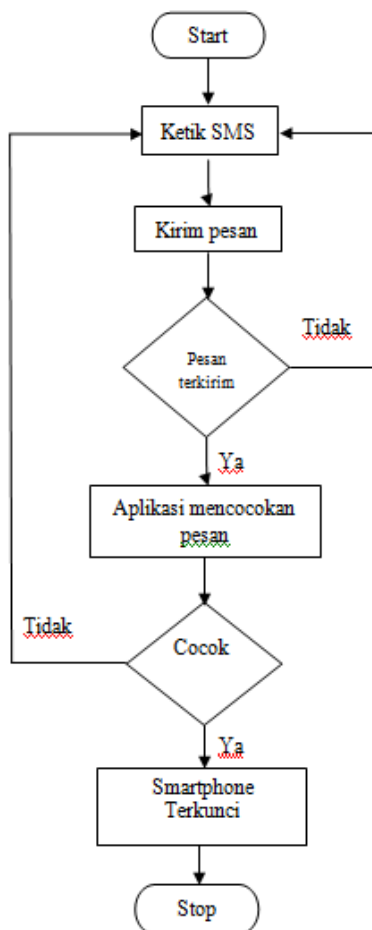 Start
Ketik SMS
Kirim pesan
Pesan
terkirim
Tidak
Ya
Aplikasi mencocokan
pesan
Cocok
Tidak
Ya
Smartphone
Terkunci
Stop